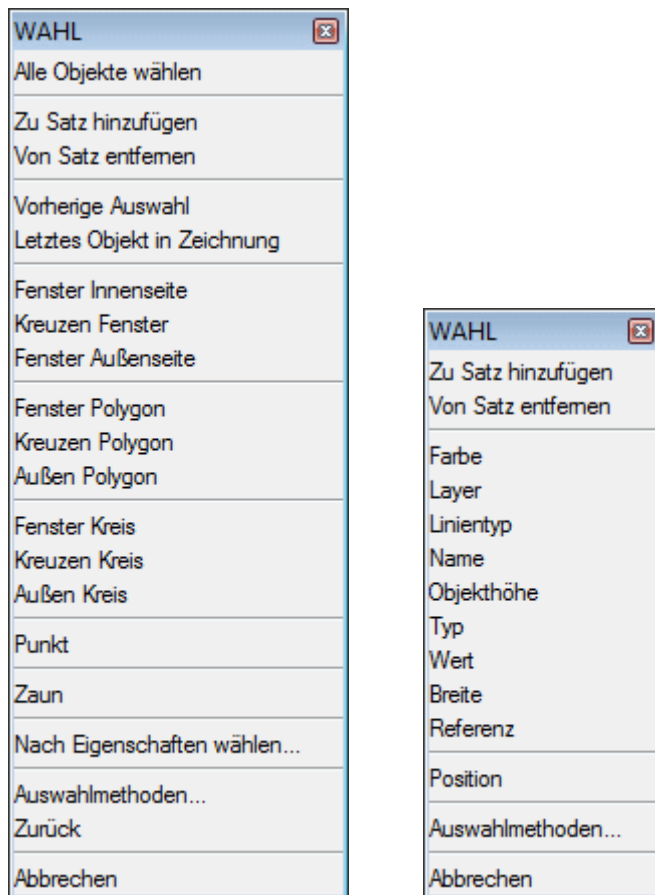 WAHL
Alle Objekte wählen
Zu Satz hinzufügen
Von Satz entfernen
Vorherige Auswahl
Letztes Objekt in Zeichnung
Fenster Innenseite
Kreuzen Fenster
Fenster Außenseite
Fenster Polygon
Kreuzen Polygon
Außen Polygon
Fenster Kreis
Kreuzen Kreis
Außen Kreis
Punkt
Zaun
Nach Eigenschaften wählen...
Auswahlmethoden...
Zurück
Abbrechen
WAHL
Zu Satz hinzufügen
Von Satz entfernen
Farbe
Layer
Linientyp
Name
Objekthöhe
Typ
Wert
Breite
Referenz
Position
Auswahlmethoden...
Abbrechen